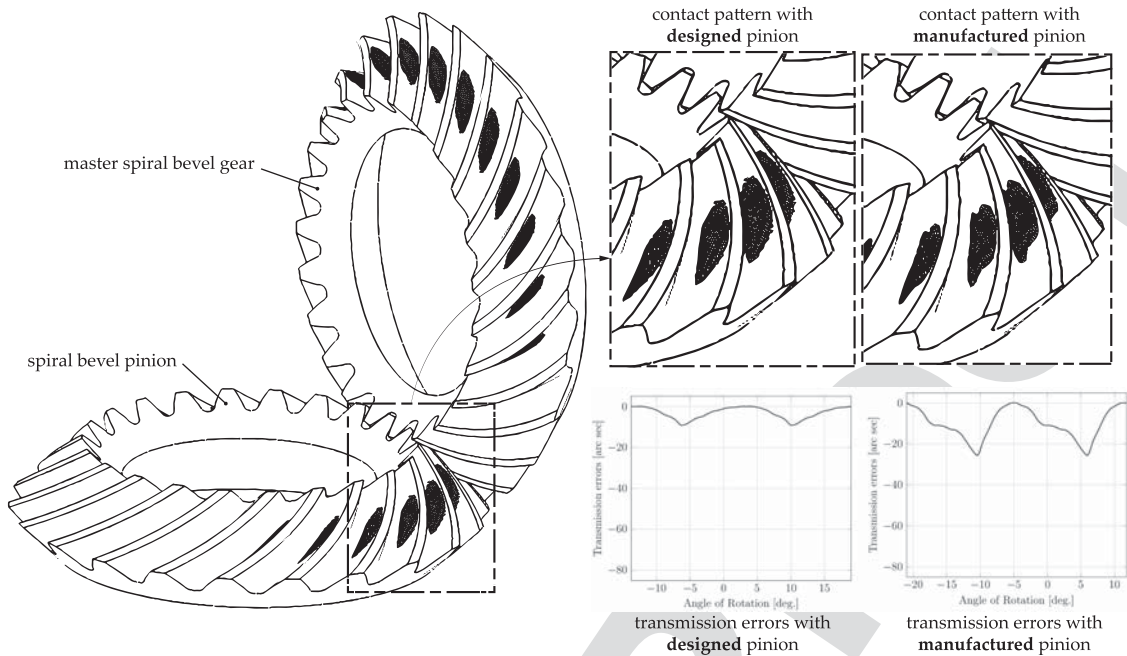 contact pattern with
designed pinion
contact pattern with
manufactured pinion
master spiral bevel gear
spiral bevel pinion
0
−20
−40
−60
−80
Transmission errors [arc sec]
−10
−5
0
5
10
15
Angle of Rotation [deg.]
0
−20
−40
−60
−80
Transmission errors [arc sec]
−20
−15
−10
−5
0
5
10
Angle of Rotation [deg.]
transmission errors with
designed pinion
transmission errors with
manufactured pinion